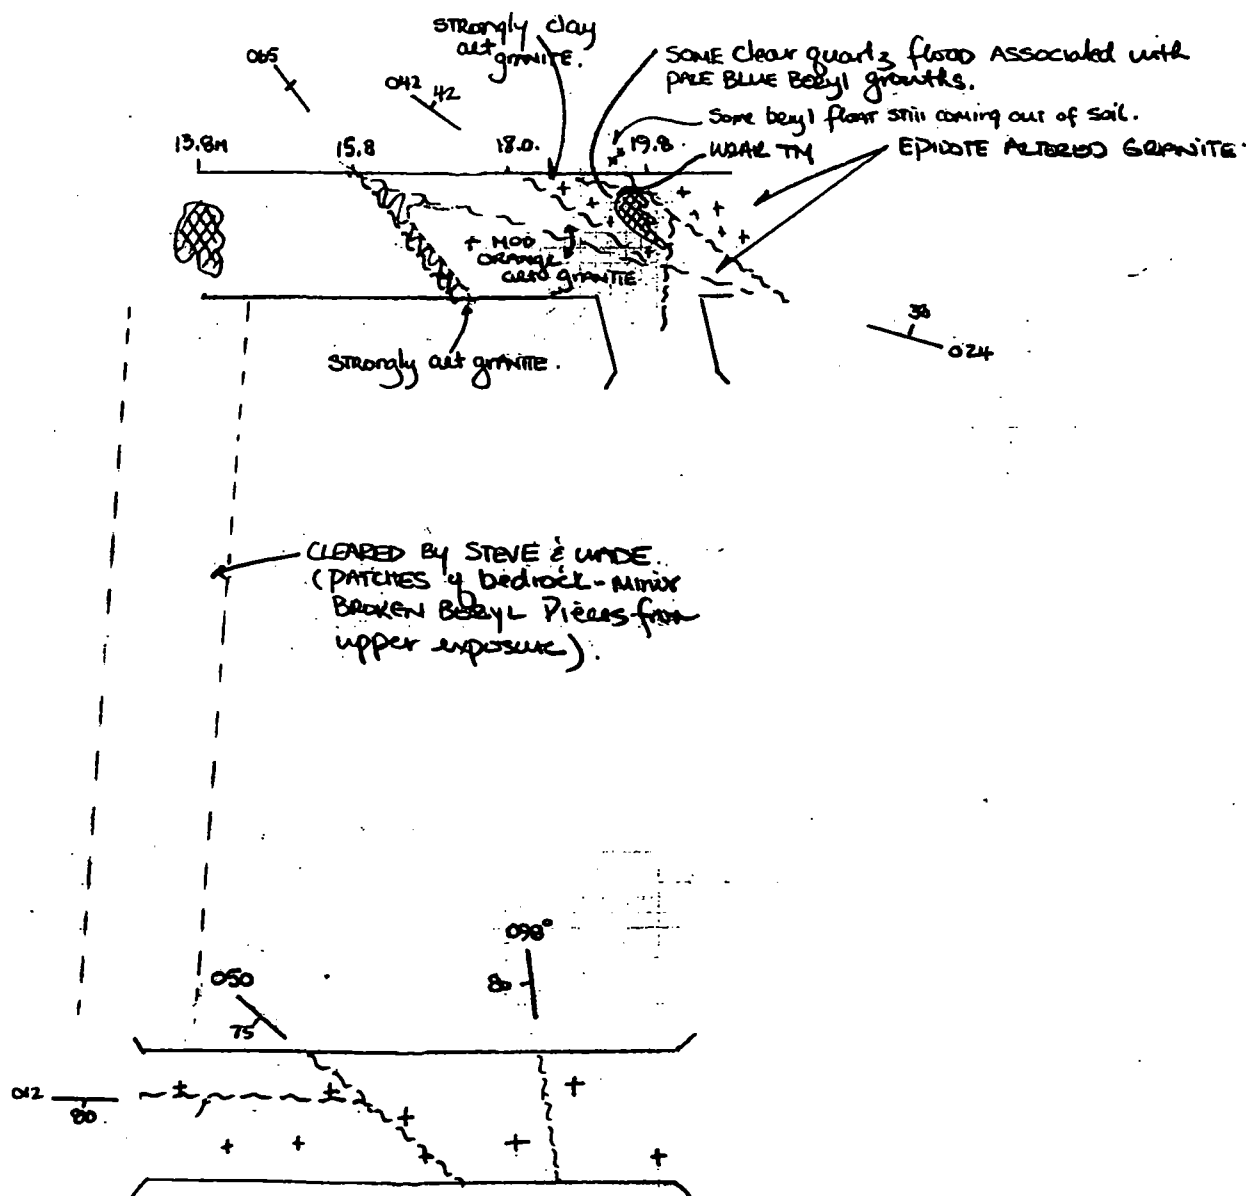 STRONGLY clay
alt
GRANITE.
SOME Clear quartz flood ASSOCIATED with
PALE BLUE BERYL growths.
Some beryl float still coming out of soil.
EPIDOTE ALTERED GRANITE
065
042 42
13.8m 15.8 18.0. 19.8.
+ MOD
ORANGE
alt'd GRANITE
STRONGLY alt GRANITE.
38
024
CLEARED By STEVE & WADE.
(PATCHES of bedrock - minor
BROKEN BERYL Pieces from
upper exposure).
098°
80
050
75
012
80